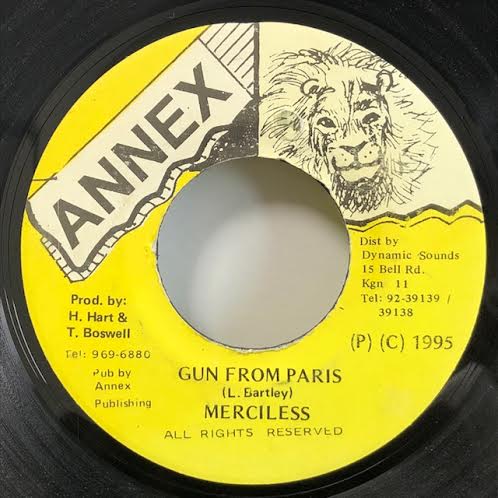 ANNEX
Dist by
Dynamic Sounds
15 Bell Rd.
Kgn 11
Tel: 92-39139 /
39138
Prod. by:
H. Hart &
T. Boswell
Tel: 969-6880
Pub by
Annex
Publishing
(P) (C) 1995
GUN FROM PARIS
(L. Bartley)
MERCILESS
ALL RIGHTS RESERVED